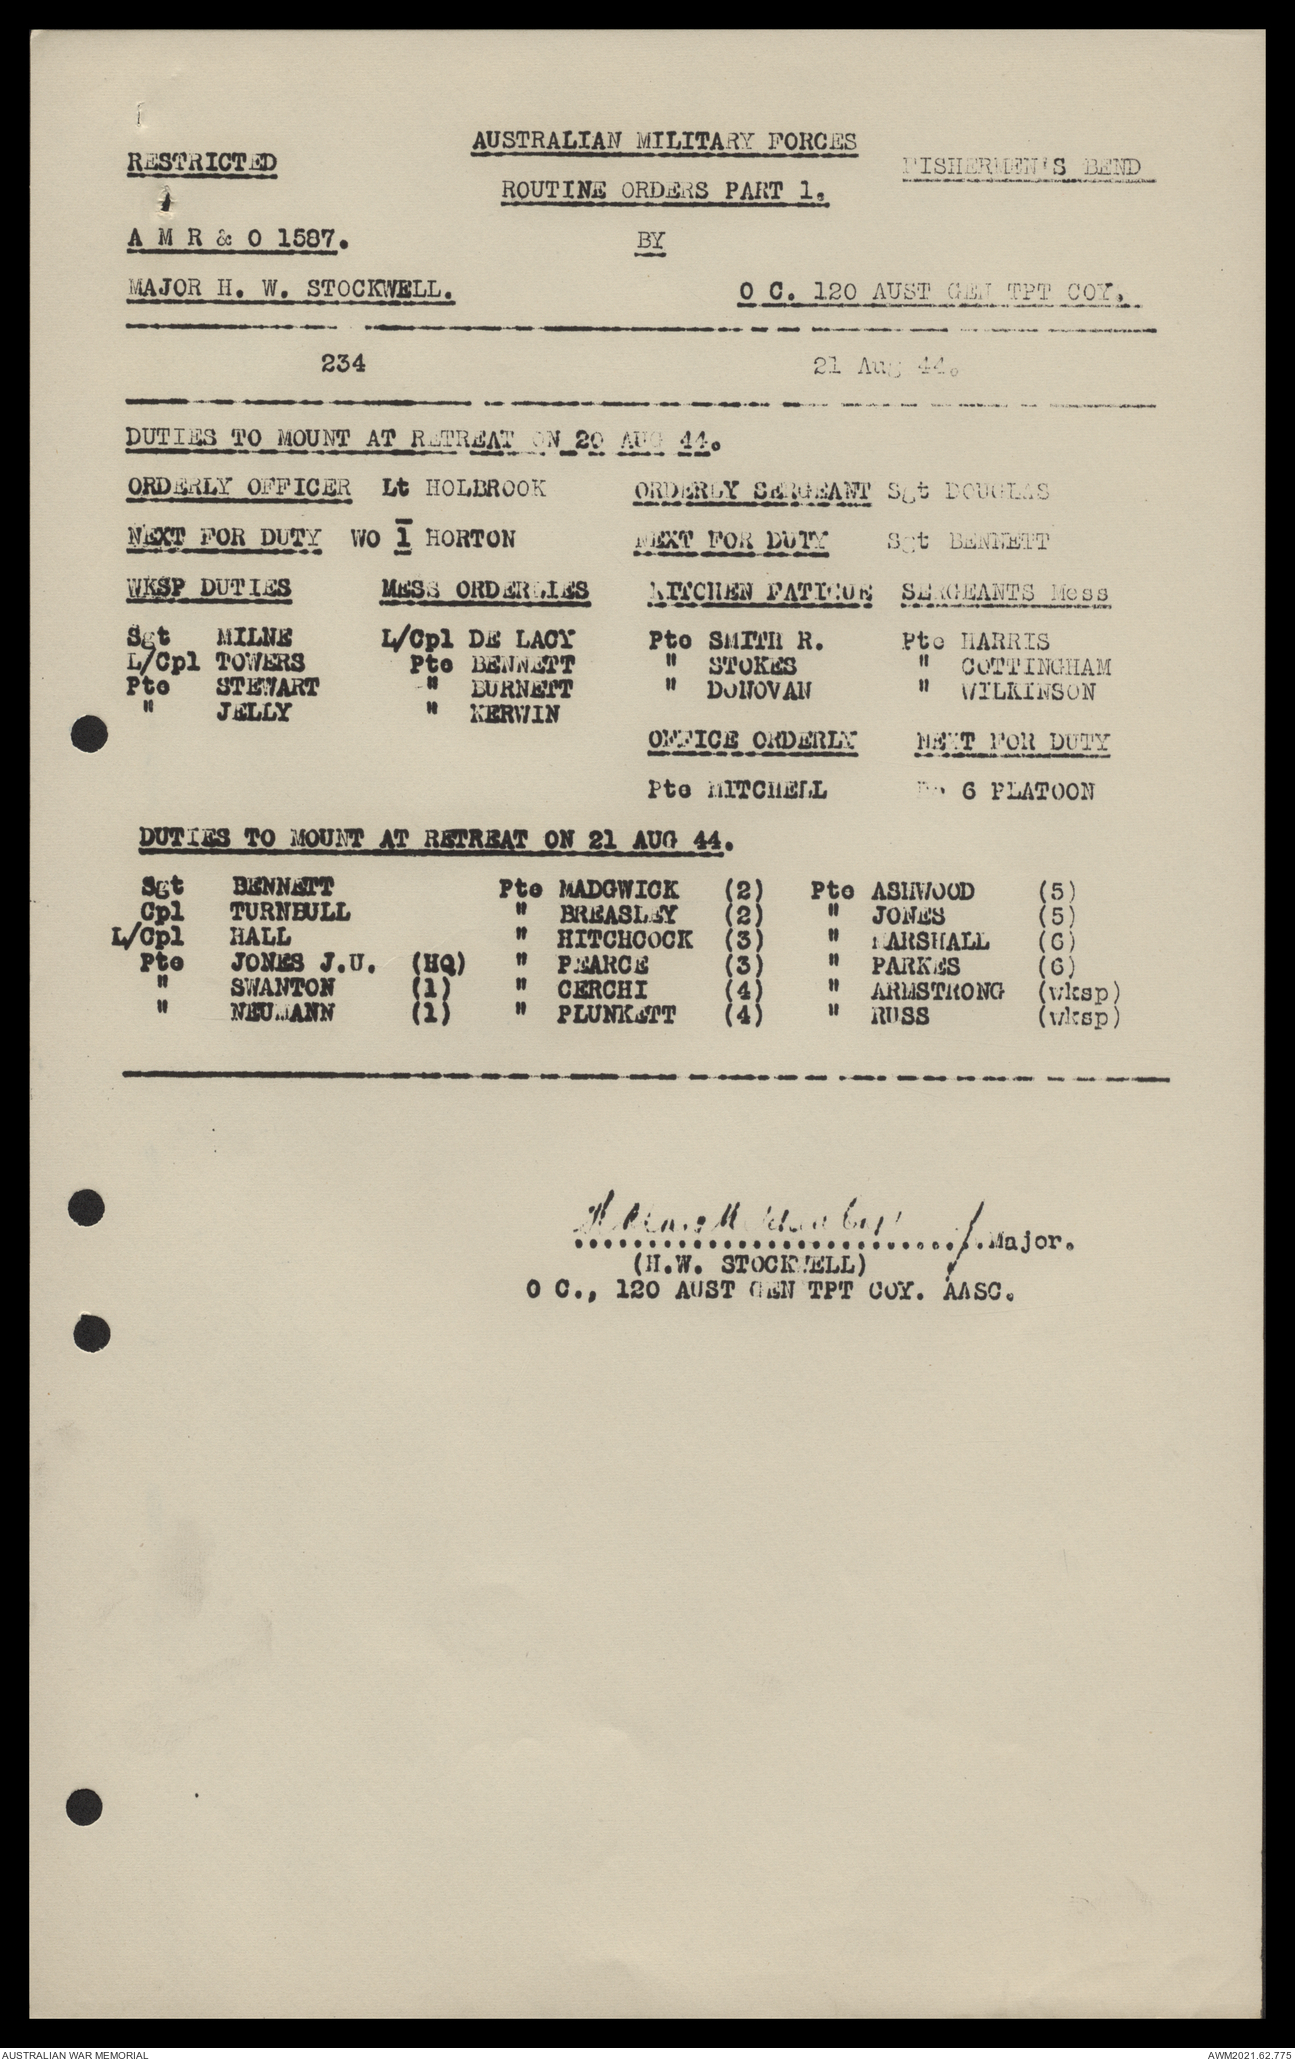 AUSTRALIAN MILITARY FORCES
RESTRICTED FISHERMEN'S BEND
ROUTINE ORDERS PART 1.
A M R & O 1587. BY
MAJOR H. W. STOCKWELL. O C. 120 AUST GEN TPT COY.
234 21 Aug 44.
DUTIES TO MOUNT AT RETREAT ON 20 AUG 44.
ORDERLY OFFICER Lt HOLBROOK ORDERLY SERGEANT Sgt DOUGLAS
NEXT FOR DUTY WO 1 HORTON NEXT FOR DUTY Sgt BENNETT
WKSP DUTIES MESS ORDERLIES KITCHEN FATIGUE SERGEANTS Mess
Sgt MILNE L/Cpl DE LACY Pte SMITH R. Pte HARRIS
L/Cpl TOWERS Pte BENNETT " STOKES " COTTINGHAM
Pte STEWART " BURNETT " DONOVAN " WILKINSON
" JELLY " KERWIN
OFFICE ORDERLY NEXT FOR DUTY
Pte MITCHELL 6 PLATOON
DUTIES TO MOUNT AT RETREAT ON 21 AUG 44.
Sgt BENNETT Pte MADGWICK (2) Pte ASHWOOD (5)
Cpl TURNBULL " BREASLEY (2) " JONES (5)
L/Cpl HALL " HITCHCOCK (3) " MARSHALL (6)
Pte JONES J.U. (HQ) " PEARCE (3) " PARKES (6)
" SWANTON (1) " CERCHI (4) " ARMSTRONG (wksp)
" NEUMANN (1) " PLUNKETT (4) " RUSS (wksp)
Major.
(H.W. STOCKWELL)
O C., 120 AUST GEN TPT COY. AASC.
AUSTRALIAN WAR MEMORIAL AWM2021.62.775